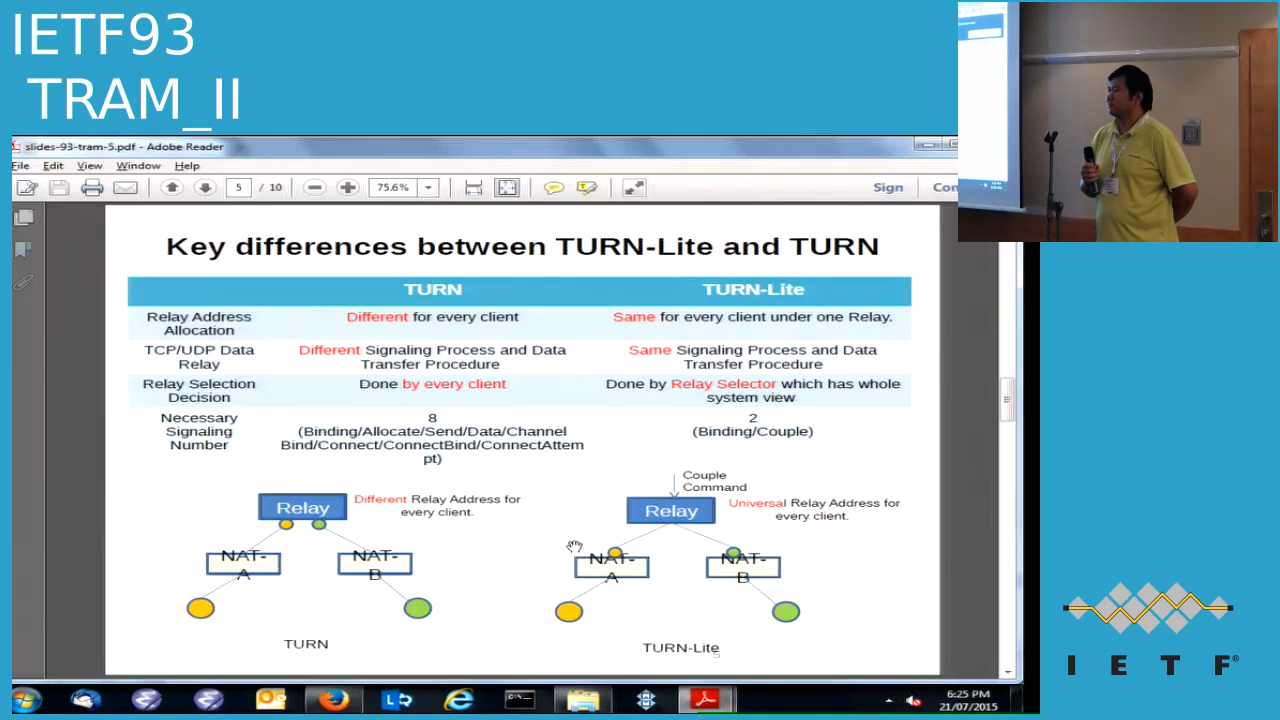 IETF93
TRAM_II
slides-93-tram-5.pdf - Adobe Reader
File Edit View Window Help
5 / 10 75.6% Sign
Key differences between TURN-Lite and TURN
TURN TURN-Lite
Relay Address Allocation Different for every client Same for every client under one Relay.
TCP/UDP Data Relay Different Signaling Process and Data Transfer Procedure Same Signaling Process and Data Transfer Procedure
Relay Selection Decision Done by every client Done by Relay Selector which has whole system view
Necessary Signaling Number 8 (Binding/Allocate/Send/Data/Channel Bind/Connect/ConnectBind/ConnectAttempt) 2 (Binding/Couple)
Couple
Command
Relay
Different Relay Address for
every client.
Relay
Universal Relay Address for
every client.
NAT-
A
NAT-
B
NAT-
A
NAT-
B
TURN
TURN-Lite
5
6:25 PM
21/07/2015
I E T F®